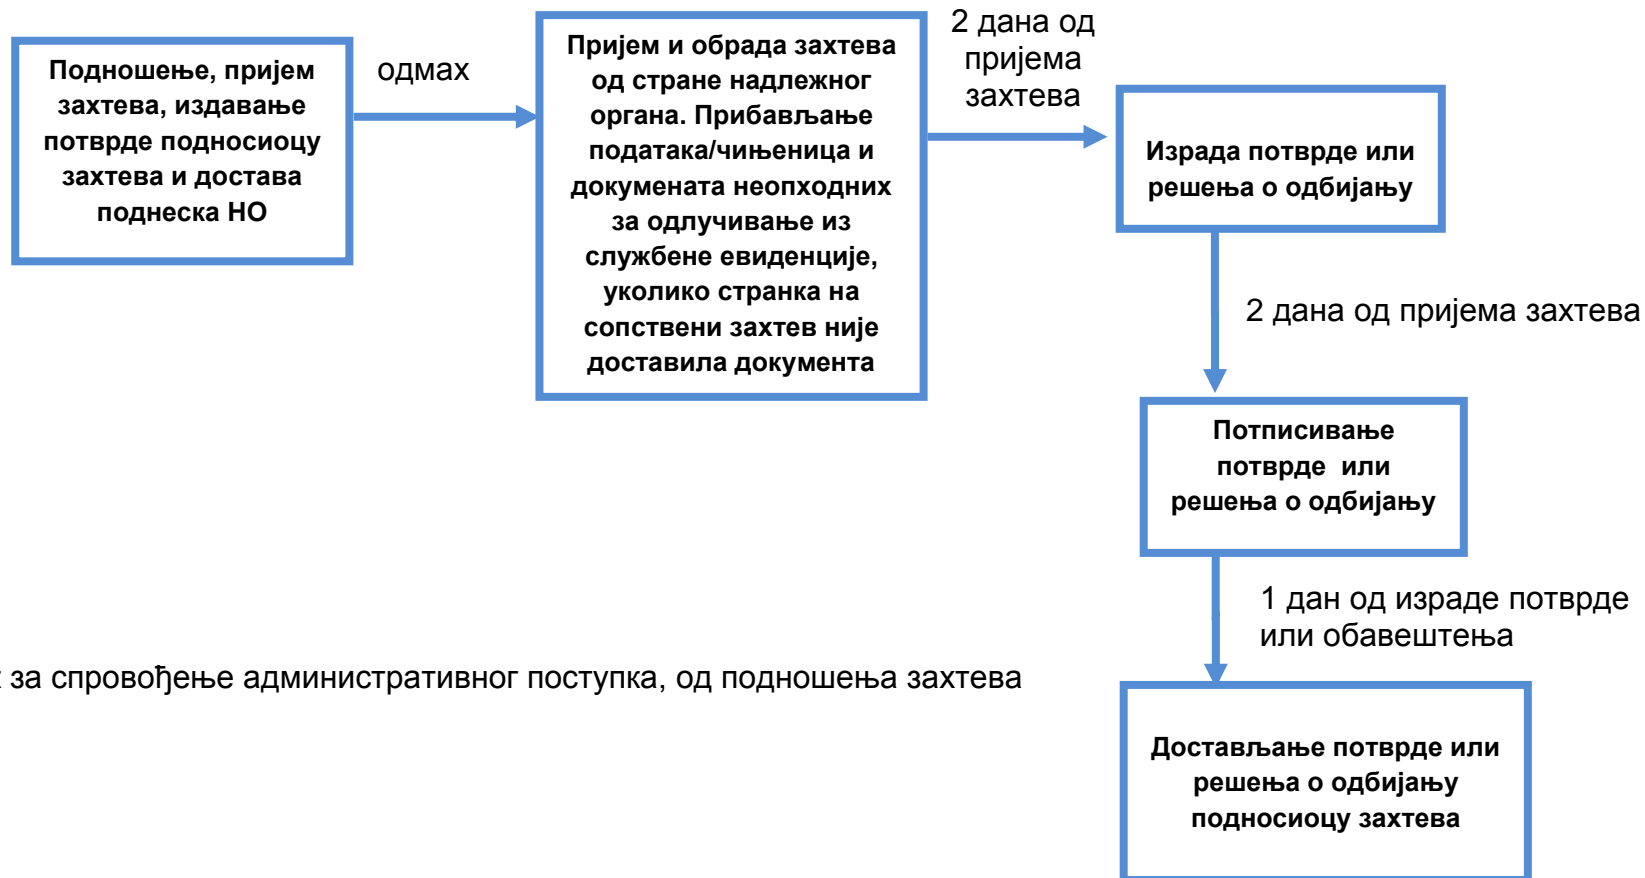 Подношење, пријем
захтева, издавање
потврде подносиоцу
захтева и достава
поднеска НО
одмах
Пријем и обрада захтева
од стране надлежног
органа. Прибављање
података/чињеница и
докумената неопходних
за одлучивање из
службене евиденције,
уколико странка на
сопствени захтев није
доставила документа
2 дана од
пријема
захтева
Израда потврде или
решења о одбијању
2 дана од пријема захтева
Потписивање
потврде или
решења о одбијању
1 дан од израде потврде
или обавештења
за спровођење административног поступка, од подношења захтева
Достављање потврде или
решења о одбијању
подносиоцу захтева